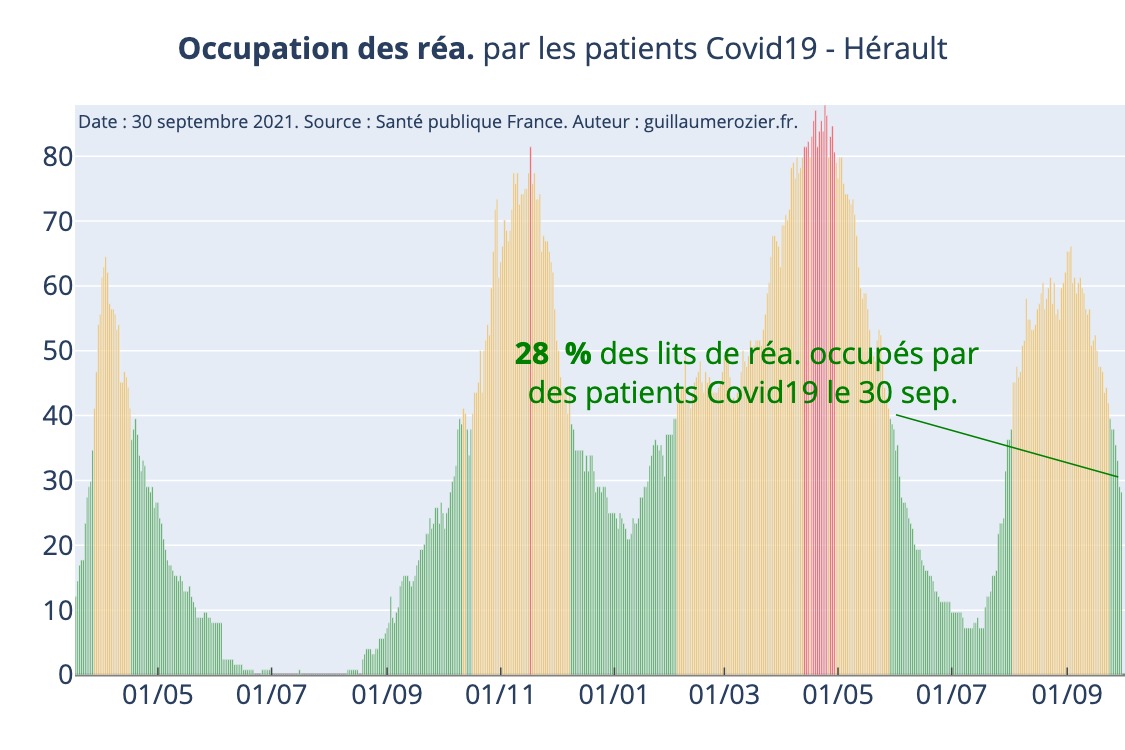 Occupation des réa. par les patients Covid19 - Hérault
Date : 30 septembre 2021. Source : Santé publique France. Auteur : guillaumerozier.fr.
80
70
60
50
40
30
20
10
0
28 % des lits de réa. occupés par
des patients Covid19 le 30 sep.
01/05 01/07 01/09 01/11 01/01 01/03 01/05 01/07 01/09